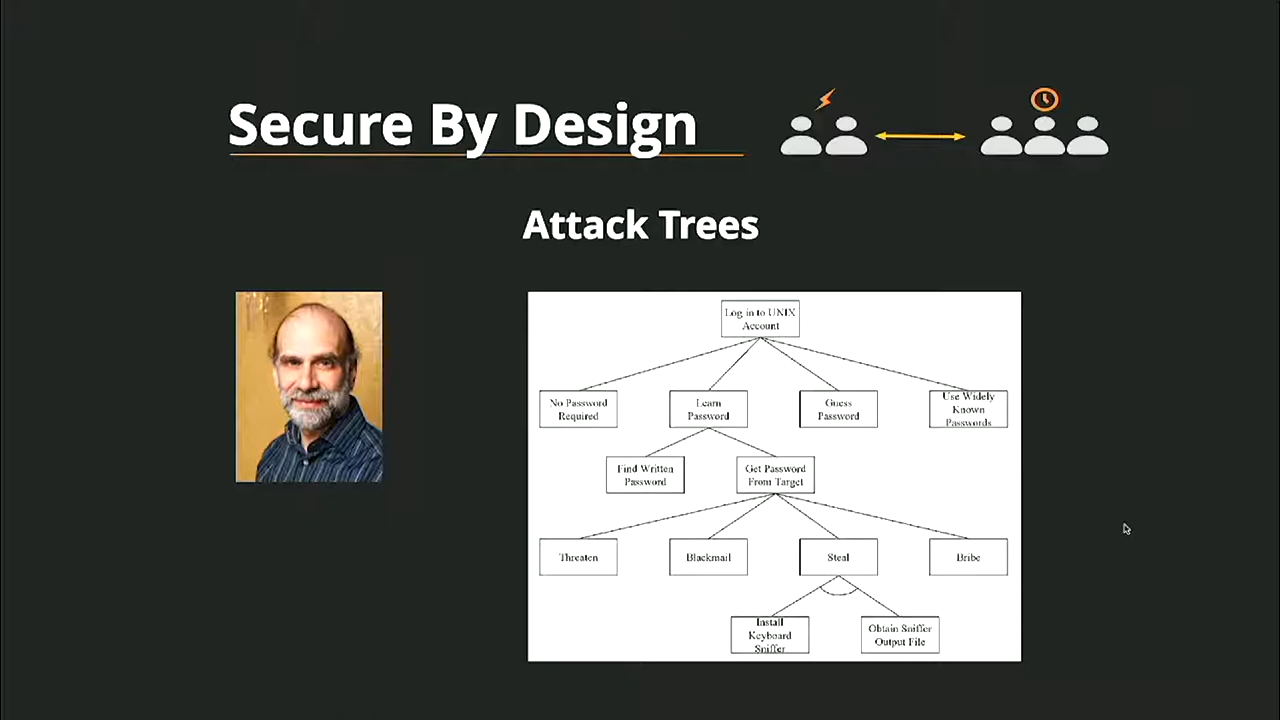 Secure By Design
Attack Trees
Log in to UNIX
Account
No Password
Required
Learn
Password
Guess
Password
Use Widely
Known
Passwords
Find Written
Password
Get Password
From Target
Threaten
Blackmail
Steal
Bribe
Install
Keyboard
Sniffer
Obtain Sniffer
Output File